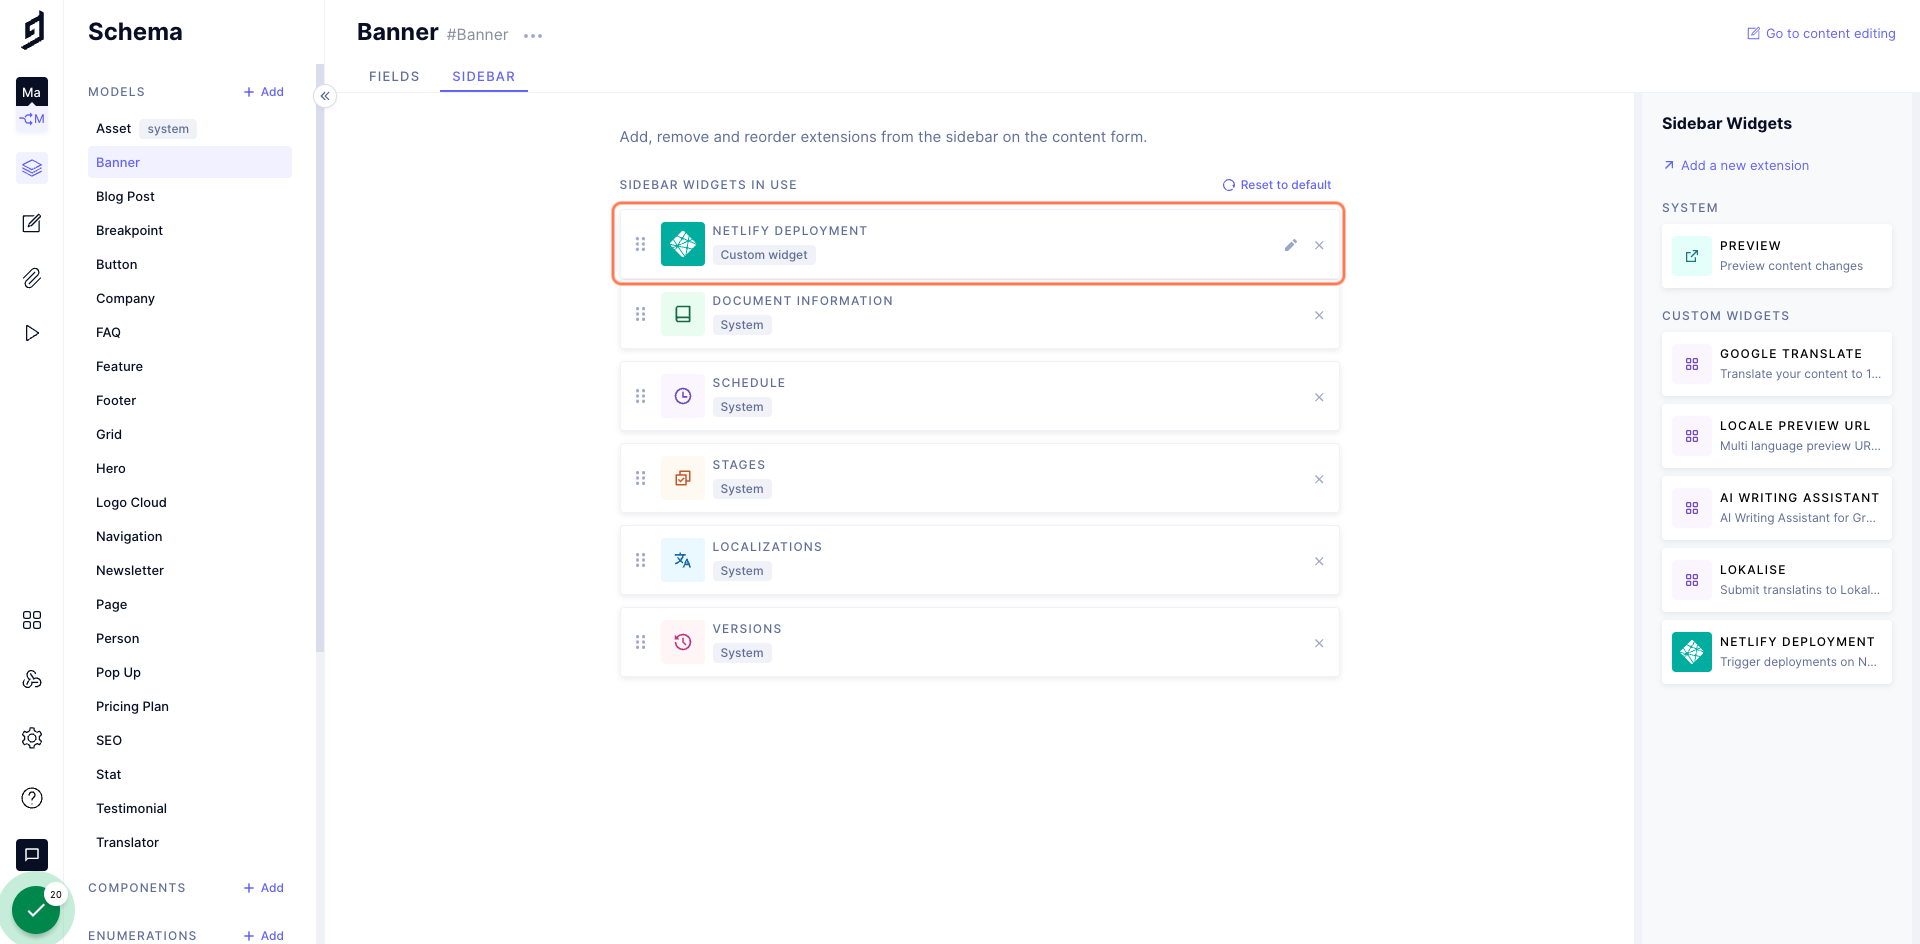 Schema
Ma
M
MODELS
Add
Asset system
Banner
Blog Post
Breakpoint
Button
Company
FAQ
Feature
Footer
Grid
Hero
Logo Cloud
Navigation
Newsletter
Page
Person
Pop Up
Pricing Plan
SEO
Stat
Testimonial
Translator
COMPONENTS
Add
ENUMERATIONS
Add
20
Banner #Banner
Go to content editing
FIELDS SIDEBAR
Add, remove and reorder extensions from the sidebar on the content form.
SIDEBAR WIDGETS IN USE
Reset to default
NETLIFY DEPLOYMENT
Custom widget
DOCUMENT INFORMATION
System
SCHEDULE
System
STAGES
System
LOCALIZATIONS
System
VERSIONS
System
Sidebar Widgets
Add a new extension
SYSTEM
PREVIEW
Preview content changes
CUSTOM WIDGETS
GOOGLE TRANSLATE
Translate your content to 1...
LOCALE PREVIEW URL
Multi language preview UR...
AI WRITING ASSISTANT
AI Writing Assistant for Gr...
LOKALISE
Submit translatins to Lokal...
NETLIFY DEPLOYMENT
Trigger deployments on N...